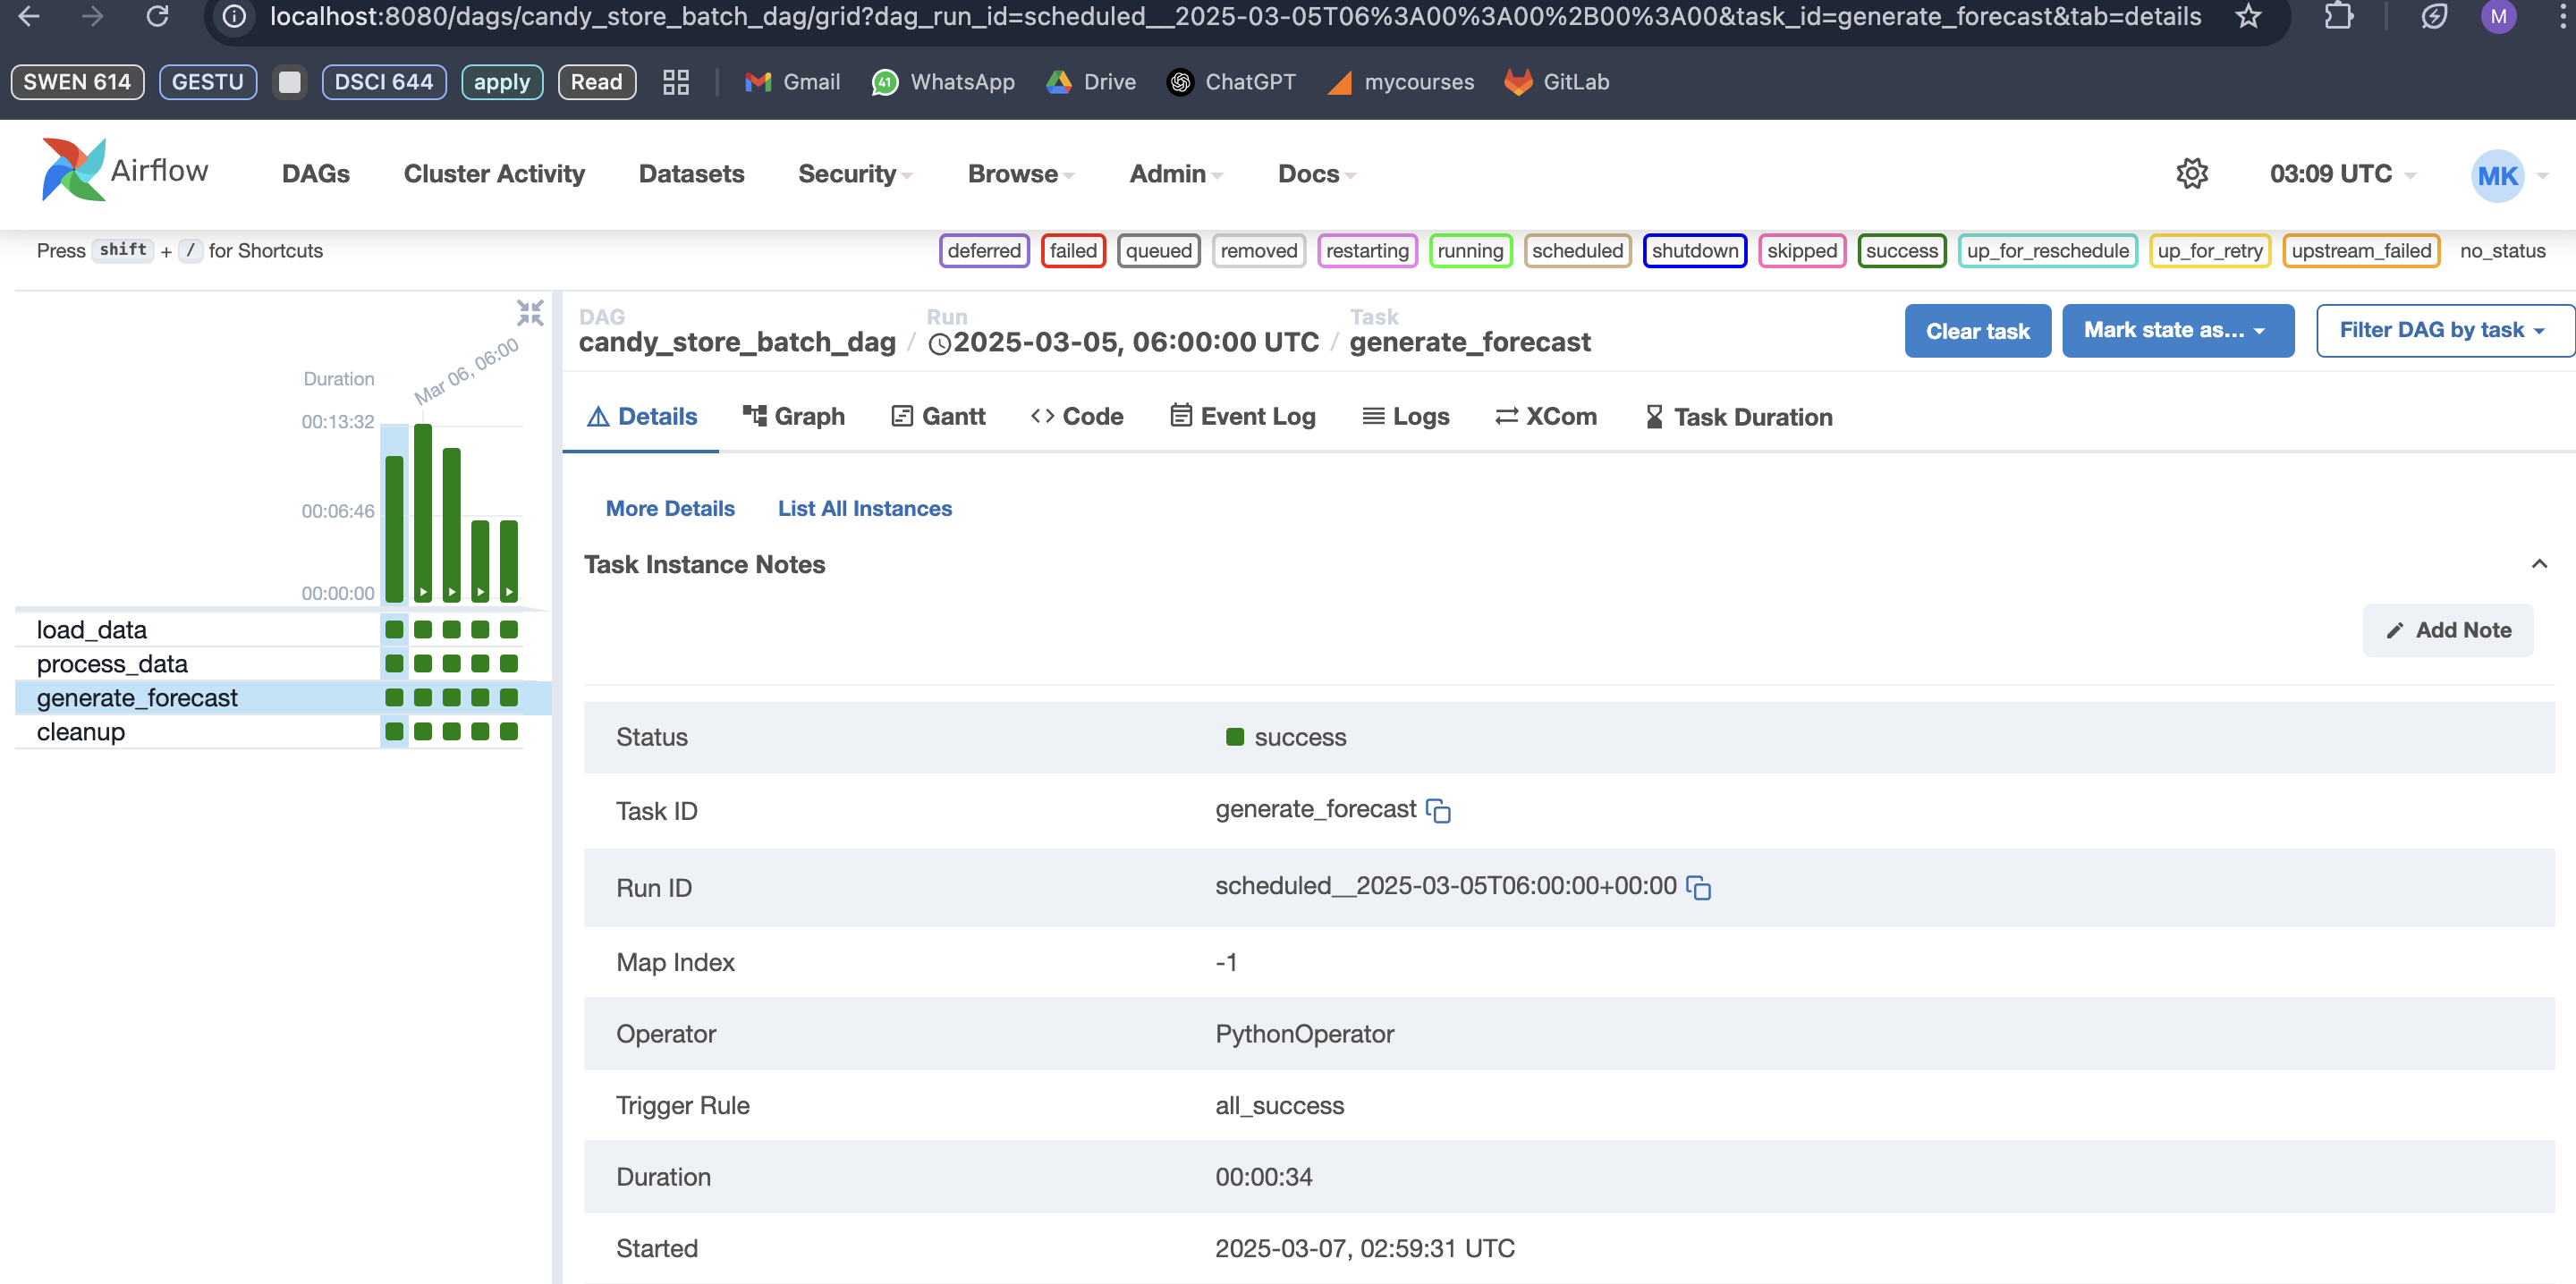 localhost:8080/dags/candy_store_batch_dag/grid?dag_run_id=scheduled__2025-03-05T06%3A00%3A00%2B00%3A00&task_id=generate_forecast&tab=details M
SWEN 614 GESTU DSCI 644 apply Read Gmail 41 WhatsApp Drive ChatGPT mycourses GitLab
Airflow DAGs Cluster Activity Datasets Security Browse Admin Docs 03:09 UTC MK
Press shift + / for Shortcuts deferred failed queued removed restarting running scheduled shutdown skipped success up_for_reschedule up_for_retry upstream_failed no_status
DAG Run Task
candy_store_batch_dag / 2025-03-05, 06:00:00 UTC / generate_forecast
Clear task Mark state as... Filter DAG by task
Mar 06, 06:00
Duration
00:13:32
00:06:46
00:00:00
load_data
process_data
generate_forecast
cleanup
Details Graph Gantt Code Event Log Logs XCom Task Duration
More Details List All Instances
Task Instance Notes
Add Note
Status success
Task ID generate_forecast
Run ID scheduled__2025-03-05T06:00:00+00:00
Map Index -1
Operator PythonOperator
Trigger Rule all_success
Duration 00:00:34
Started 2025-03-07, 02:59:31 UTC